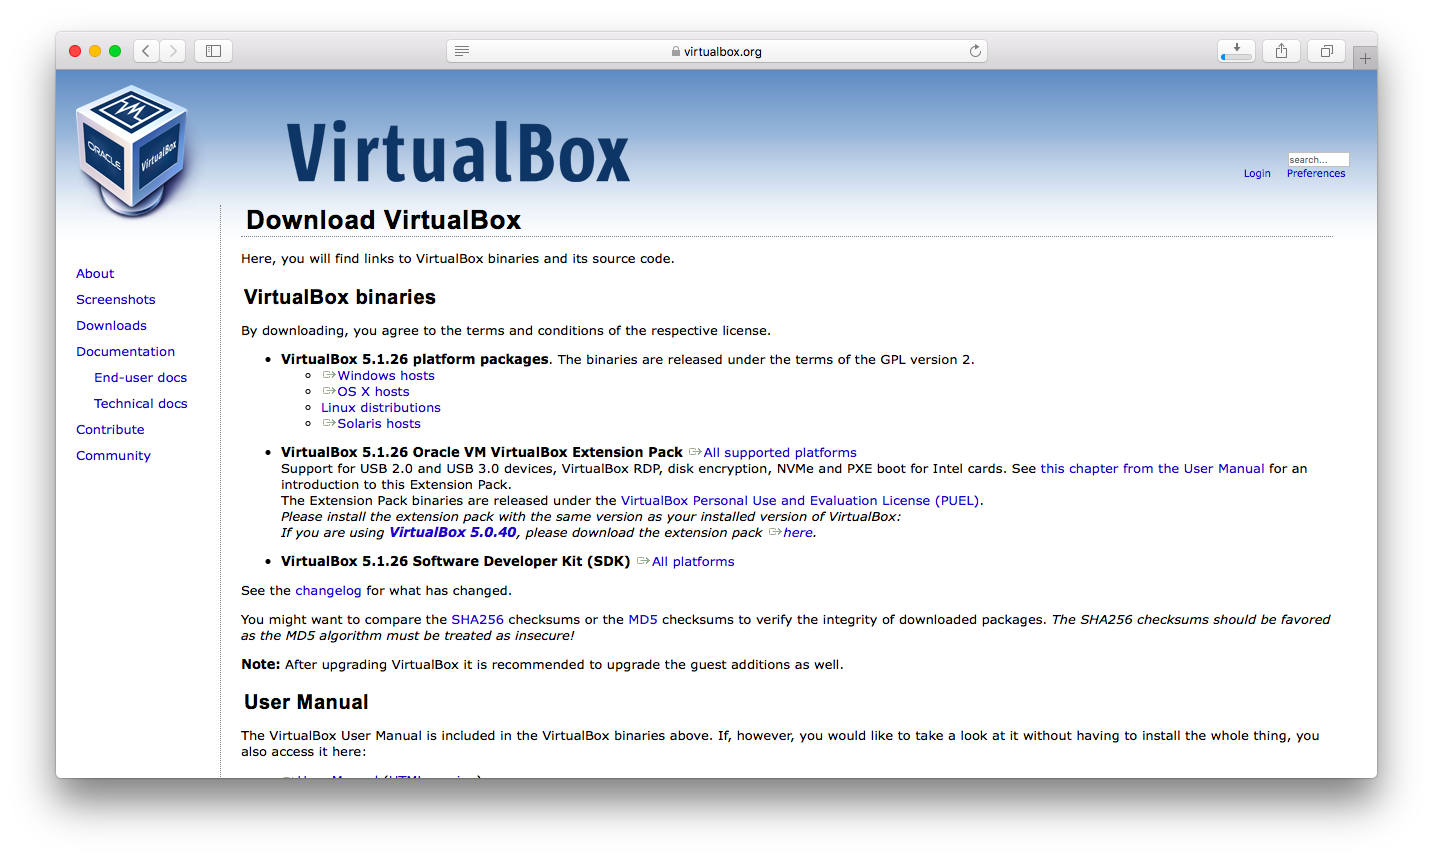 virtualbox.org
ORACLE
VirtualBox
VirtualBox
search...
Login Preferences
Download VirtualBox
Here, you will find links to VirtualBox binaries and its source code.
About
Screenshots
Downloads
Documentation
End-user docs
Technical docs
Contribute
Community
VirtualBox binaries
By downloading, you agree to the terms and conditions of the respective license.
VirtualBox 5.1.26 platform packages. The binaries are released under the terms of the GPL version 2.
Windows hosts
OS X hosts
Linux distributions
Solaris hosts
VirtualBox 5.1.26 Oracle VM VirtualBox Extension Pack All supported platforms
Support for USB 2.0 and USB 3.0 devices, VirtualBox RDP, disk encryption, NVMe and PXE boot for Intel cards. See this chapter from the User Manual for an
introduction to this Extension Pack.
The Extension Pack binaries are released under the VirtualBox Personal Use and Evaluation License (PUEL).
Please install the extension pack with the same version as your installed version of VirtualBox:
If you are using VirtualBox 5.0.40, please download the extension pack here.
VirtualBox 5.1.26 Software Developer Kit (SDK) All platforms
See the changelog for what has changed.
You might want to compare the SHA256 checksums or the MD5 checksums to verify the integrity of downloaded packages. The SHA256 checksums should be favored
as the MD5 algorithm must be treated as insecure!
Note: After upgrading VirtualBox it is recommended to upgrade the guest additions as well.
User Manual
The VirtualBox User Manual is included in the VirtualBox binaries above. If, however, you would like to take a look at it without having to install the whole thing, you
also access it here: